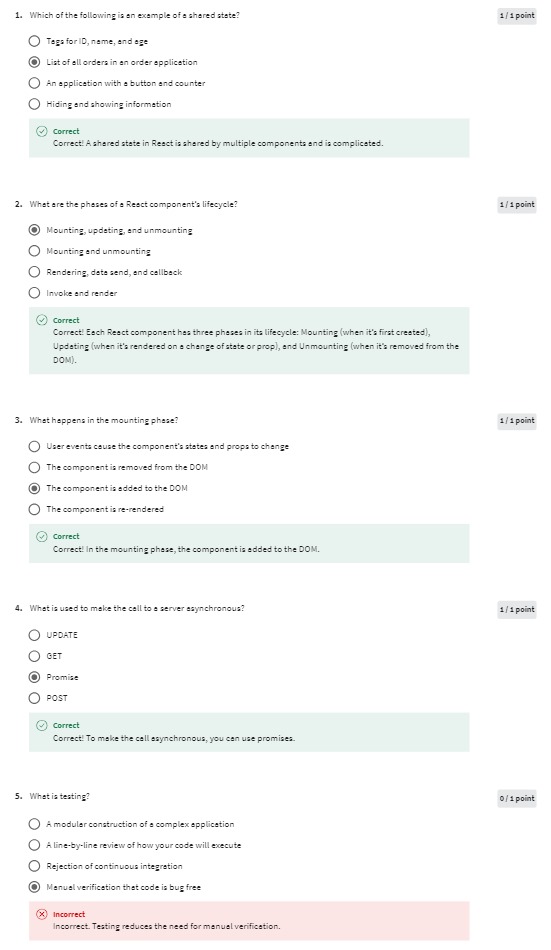 1. Which of the following is an example of a shared state?
1 / 1 point
Tags for ID, name, and age
List of all orders in an order application
An application with a button and counter
Hiding and showing information
Correct
Correct! A shared state in React is shared by multiple components and is complicated.
2. What are the phases of a React component's lifecycle?
1 / 1 point
Mounting, updating, and unmounting
Mounting and unmounting
Rendering, data send, and callback
Invoke and render
Correct
Correct! Each React component has three phases in its lifecycle: Mounting (when it's first created),
Updating (when it's rendered on a change of state or prop), and Unmounting (when it's removed from the
DOM).
3. What happens in the mounting phase?
1 / 1 point
User events cause the component's states and props to change
The component is removed from the DOM
The component is added to the DOM
The component is re-rendered
Correct
Correct! In the mounting phase, the component is added to the DOM.
4. What is used to make the call to a server asynchronous?
1 / 1 point
UPDATE
GET
Promise
POST
Correct
Correct! To make the call asynchronous, you can use promises.
5. What is testing?
0 / 1 point
A modular construction of a complex application
A line-by-line review of how your code will execute
Rejection of continuous integration
Manual verification that code is bug free
Incorrect
Incorrect. Testing reduces the need for manual verification.